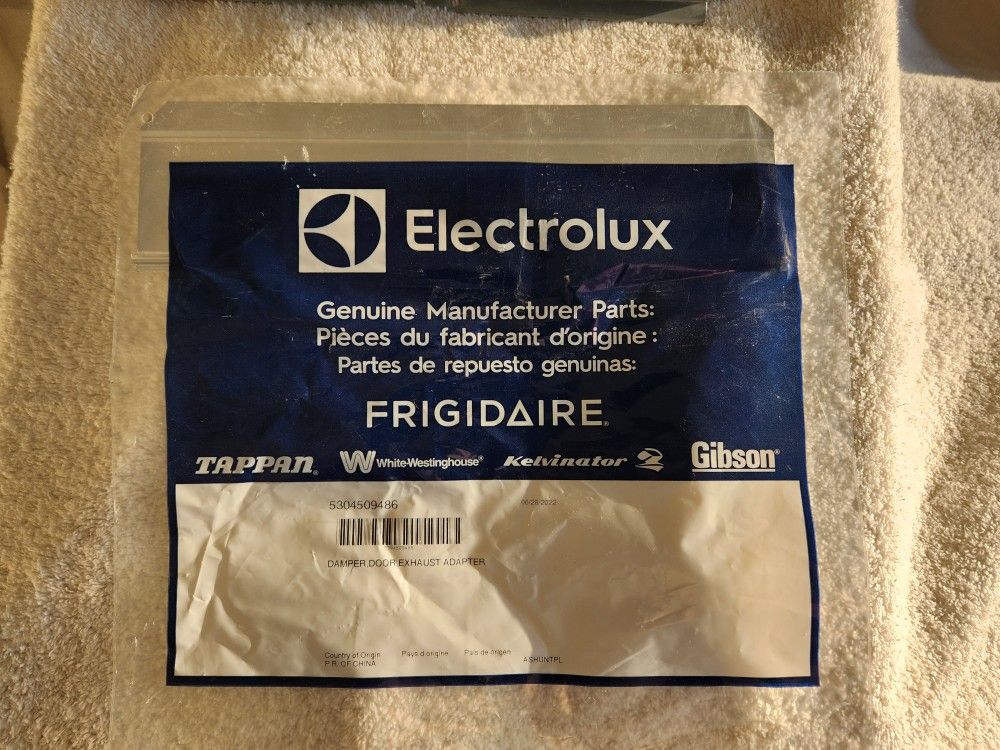 Electrolux
Genuine Manufacturer Parts:
Pièces du fabricant d'origine :
Partes de repuesto genuinas:
FRIGIDAIRE®
TAPPAN® White-Westinghouse® Kelvinator Gibson®
5304509486 06/28/2022
DAMPER,DOOR,EXHAUST ADAPTER
Country of Origin Pays d origine Pais de origen
P.R. OF CHINA ASHUNTPL